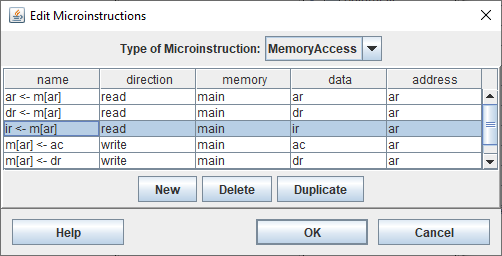 Edit Microinstructions
Type of Microinstruction: MemoryAccess
name direction memory data address
ar <- m[ar] read main ar ar
dr <- m[ar] read main dr ar
ir <- m[ar] read main ir ar
m[ar] <- ac write main ac ar
m[ar] <- dr write main dr ar
New Delete Duplicate
Help OK Cancel